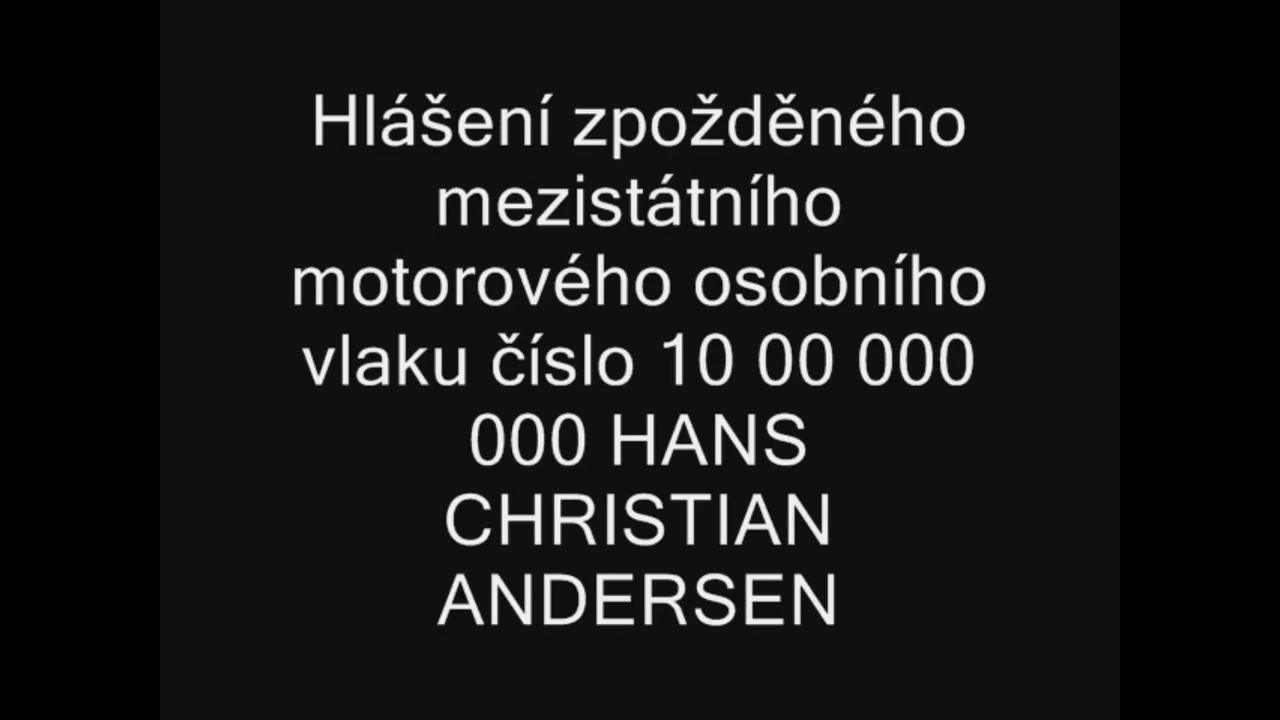 Hlášení zpožděného
mezistátního
motorového osobního
vlaku číslo 10 00 000
000 HANS
CHRISTIAN
ANDERSEN